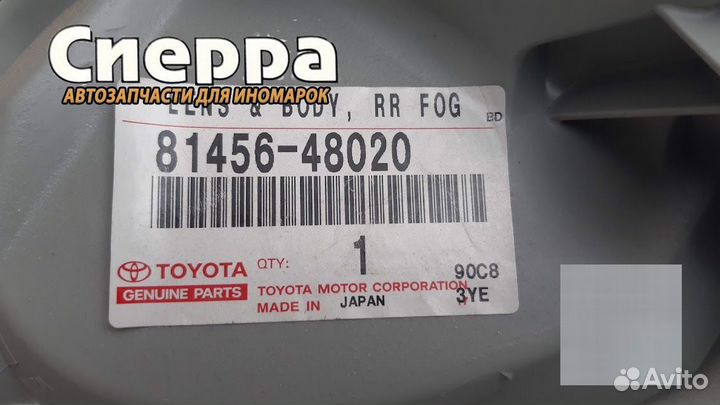 Сперра
АВТОЗАПЧАСТИ ДЛЯ ИНОМАРОК
LENS & BODY, RR FOG
BD
81456-48020
TOYOTA
GENUINE PARTS
QTY: 1
TOYOTA MOTOR CORPORATION
MADE IN JAPAN
90C8
3YE
Avito